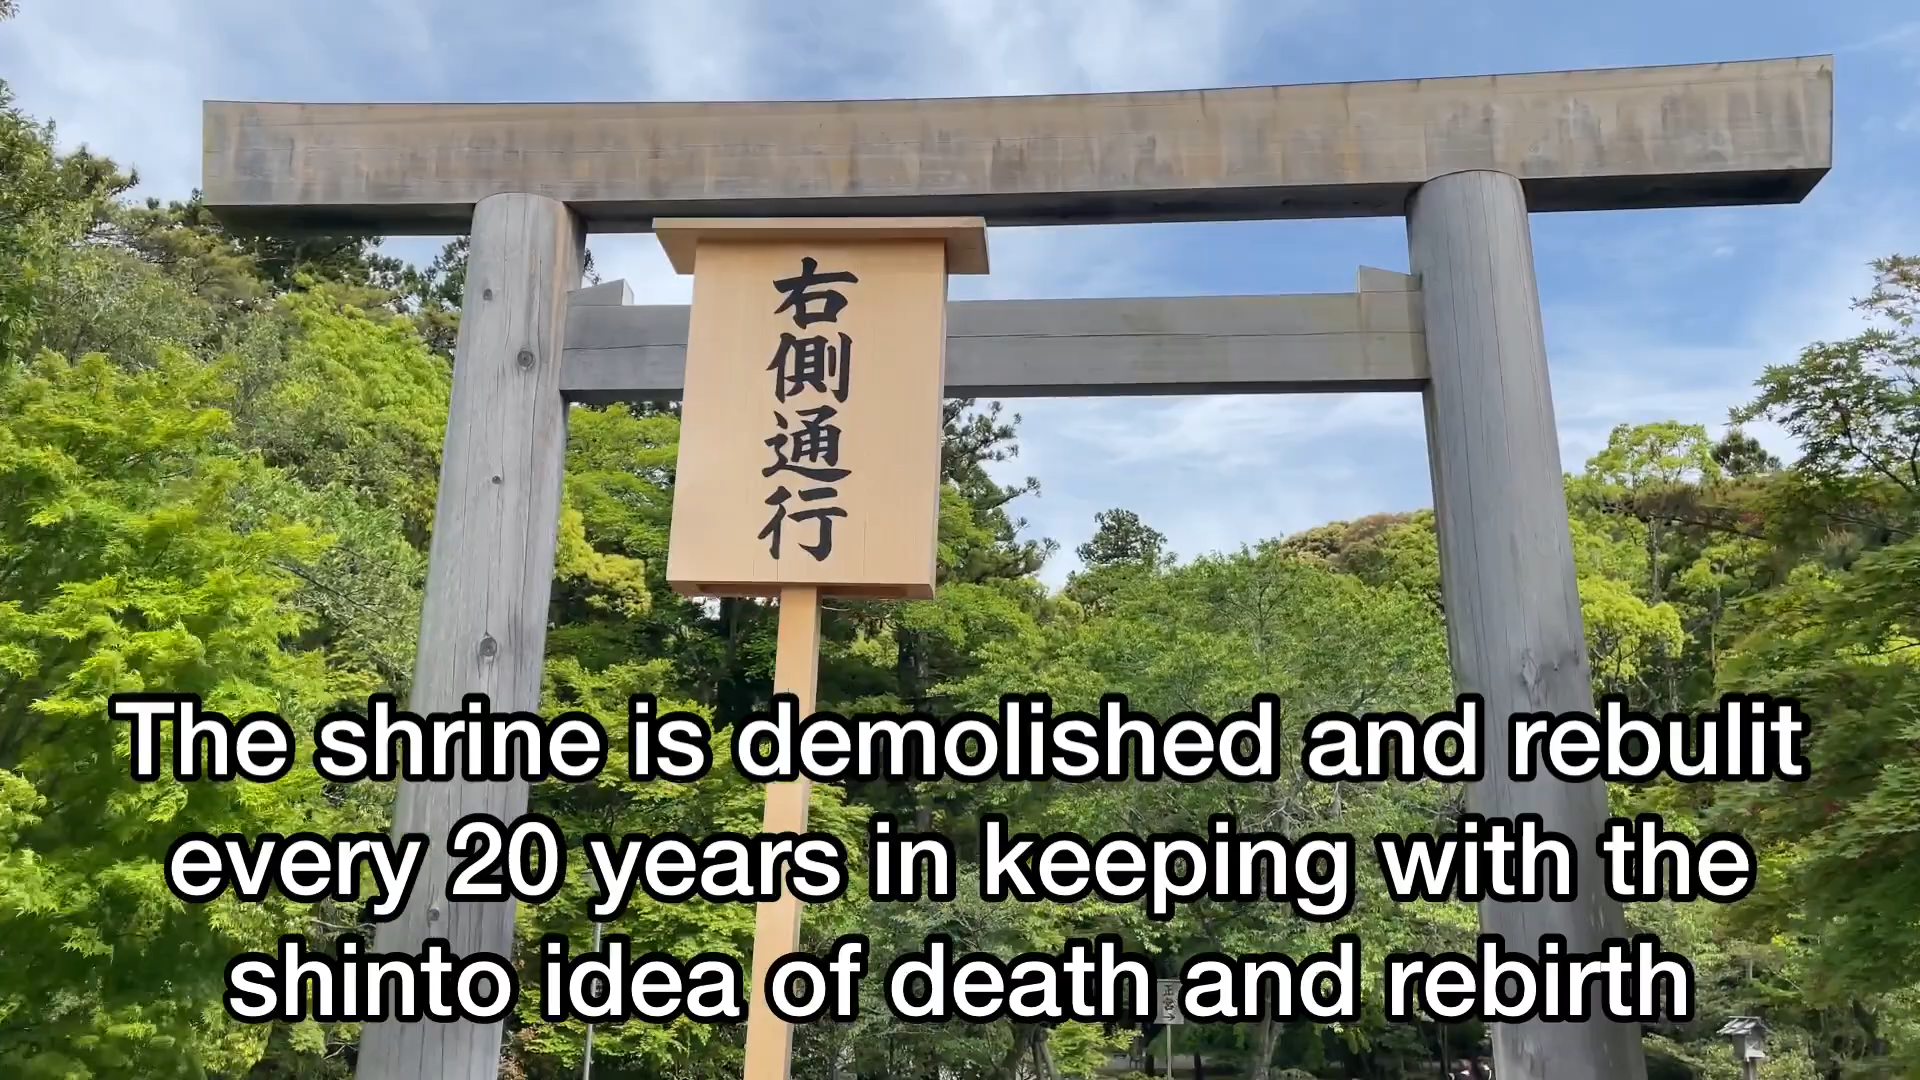 右側通行
The shrine is demolished and rebulit
every 20 years in keeping with the
shinto idea of death and rebirth